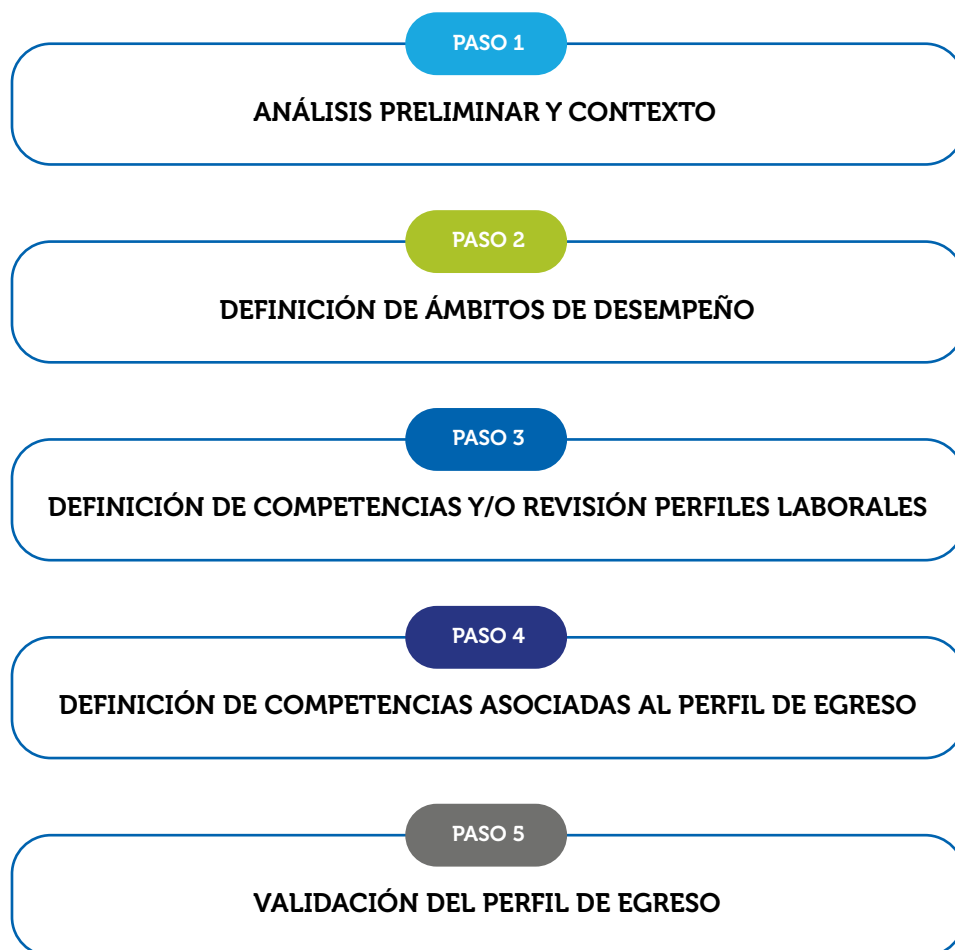 PASO 1
ANÁLISIS PRELIMINAR Y CONTEXTO
PASO 2
DEFINICIÓN DE ÁMBITOS DE DESEMPEÑO
PASO 3
DEFINICIÓN DE COMPETENCIAS Y/O REVISIÓN PERFILES LABORALES
PASO 4
DEFINICIÓN DE COMPETENCIAS ASOCIADAS AL PERFIL DE EGRESO
PASO 5
VALIDACIÓN DEL PERFIL DE EGRESO